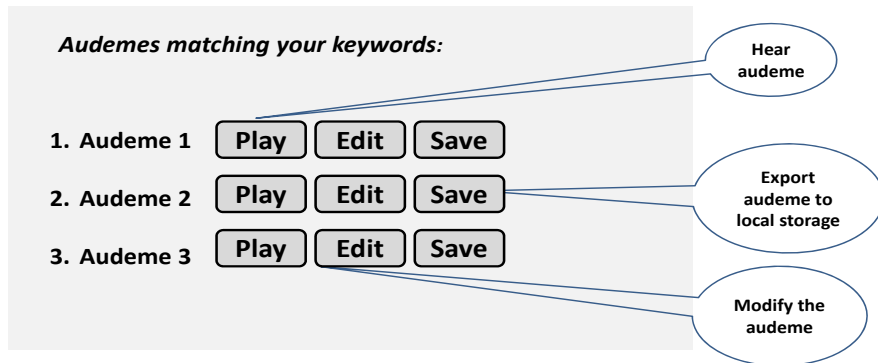 Audemes matching your keywords:
Hear
audeme
1. Audeme 1 Play Edit Save
2. Audeme 2 Play Edit Save
Export
audeme to
local storage
3. Audeme 3 Play Edit Save
Modify the
audeme